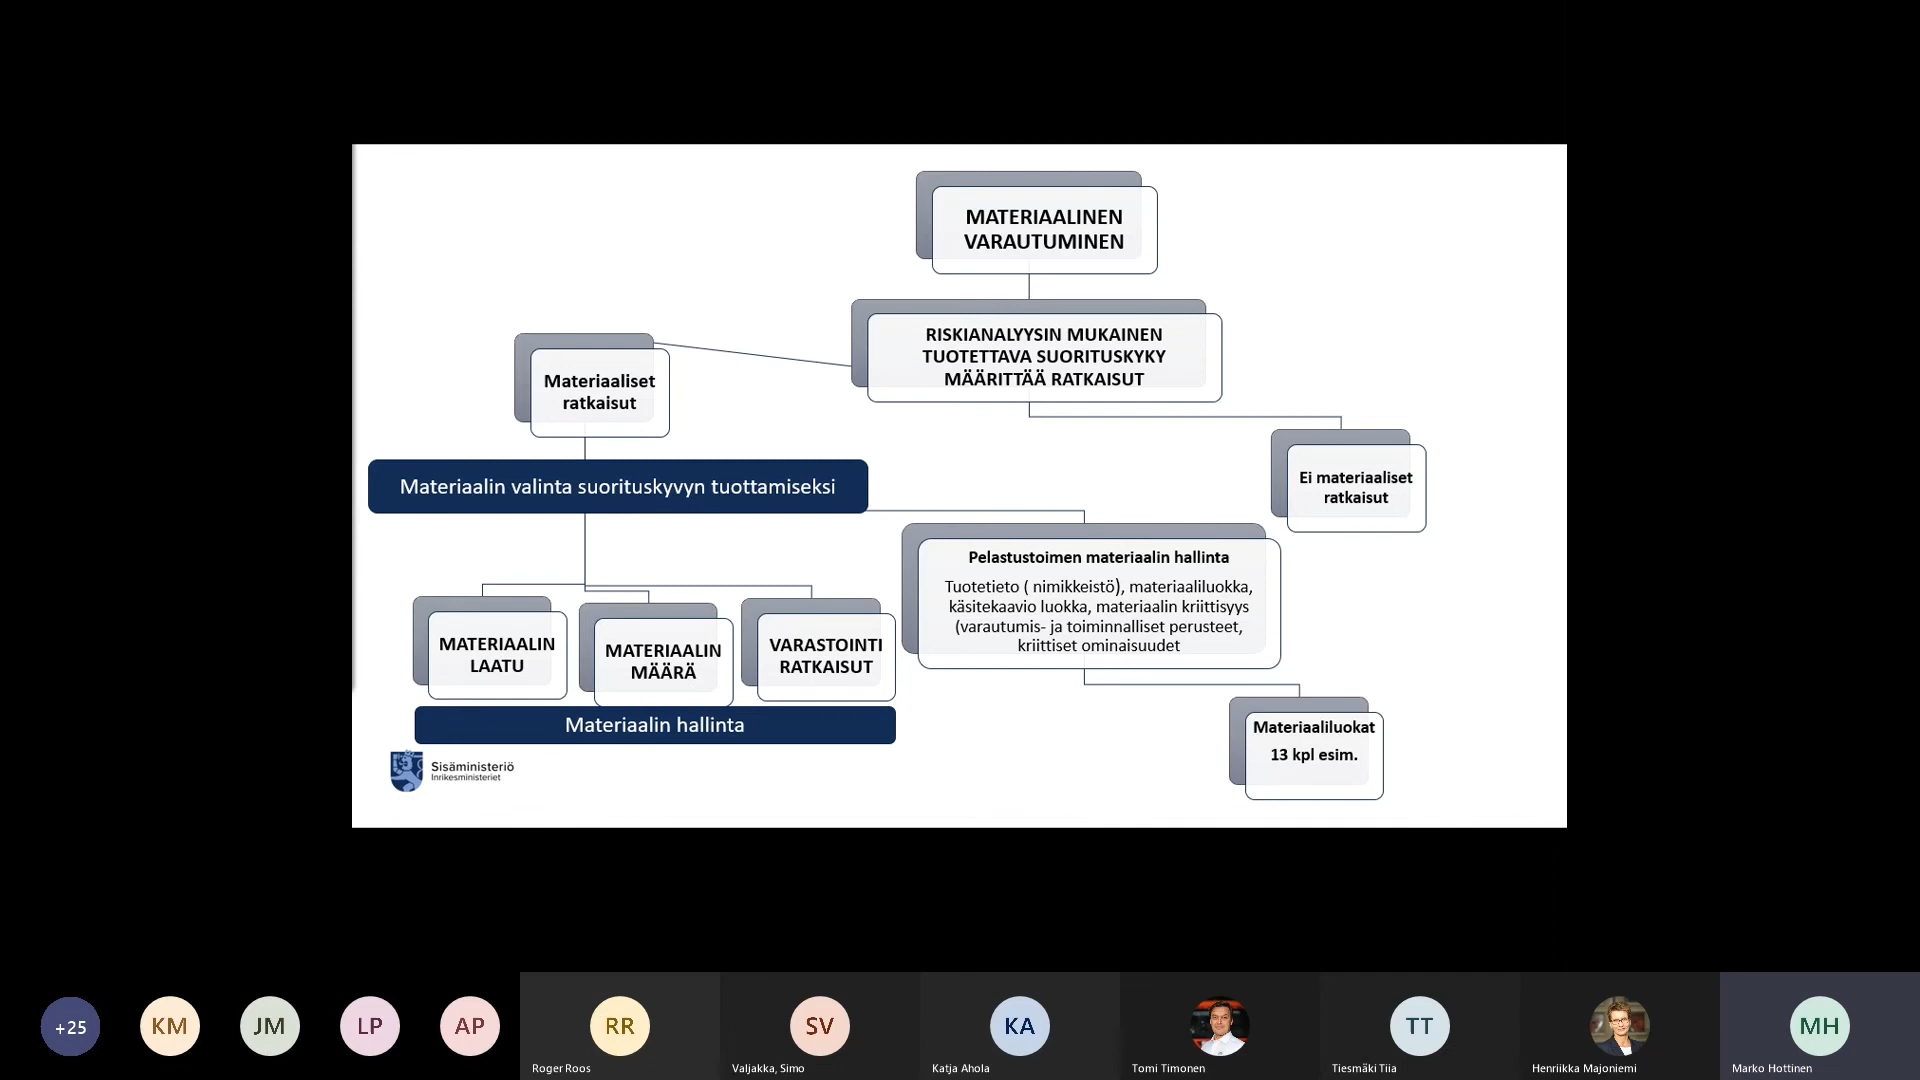 MATERIAALINEN
VARAUTUMINEN
RISKIANALYYSIN MUKAINEN
TUOTETTAVA SUORITUSKYKY
MÄÄRITTÄÄ RATKAISUT
Materiaaliset
ratkaisut
Ei materiaaliset
ratkaisut
Materiaalin valinta suorituskyvyn tuottamiseksi
Pelastustoimen materiaalin hallinta
Tuotetieto ( nimikkeistö), materiaaliluokka,
käsitekaavio luokka, materiaalin kriittisyys
(varautumis- ja toiminnalliset perusteet,
kriittiset ominaisuudet
MATERIAALIN
LAATU
MATERIAALIN
MÄÄRÄ
VARASTOINTI
RATKAISUT
Materiaalin hallinta
Materiaaliluokat
13 kpl esim.
Sisäministeriö
Inrikesministeriet
+25
KM
JM
LP
AP
RR
Roger Roos
SV
Valjakka, Simo
KA
Katja Ahola
Tomi Timonen
TT
Tiesmäki Tiia
Henriikka Majoniemi
MH
Marko Hottinen